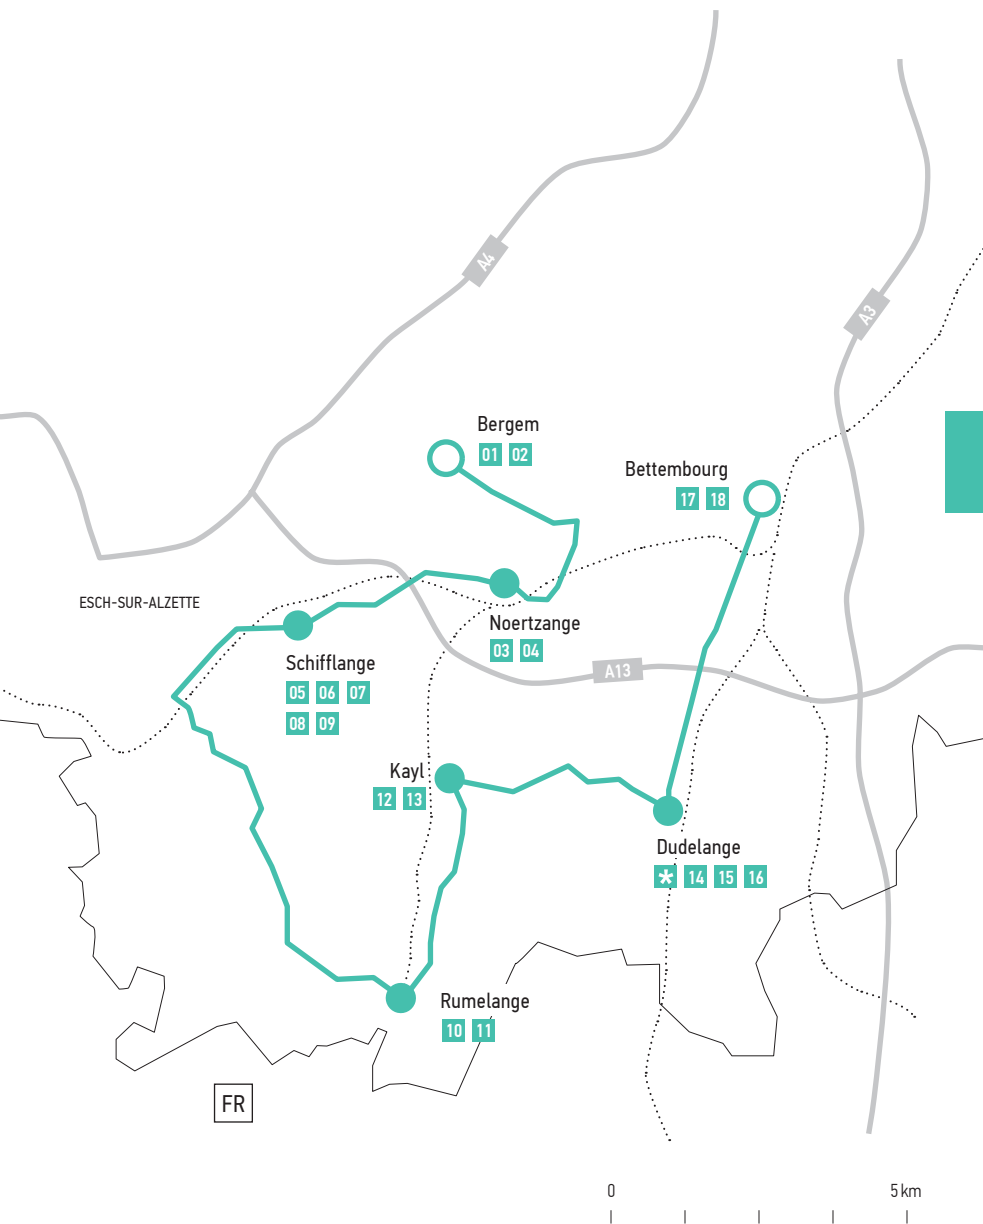 A4
A3
Bergem
01 02
Bettembourg
17 18
ESCH-SUR-ALZETTE
Noertzange
03 04
Schifflange
05 06 07
08 09
A13
Kayl
12 13
Dudelange
* 14 15 16
Rumelange
10 11
FR
0 5 km